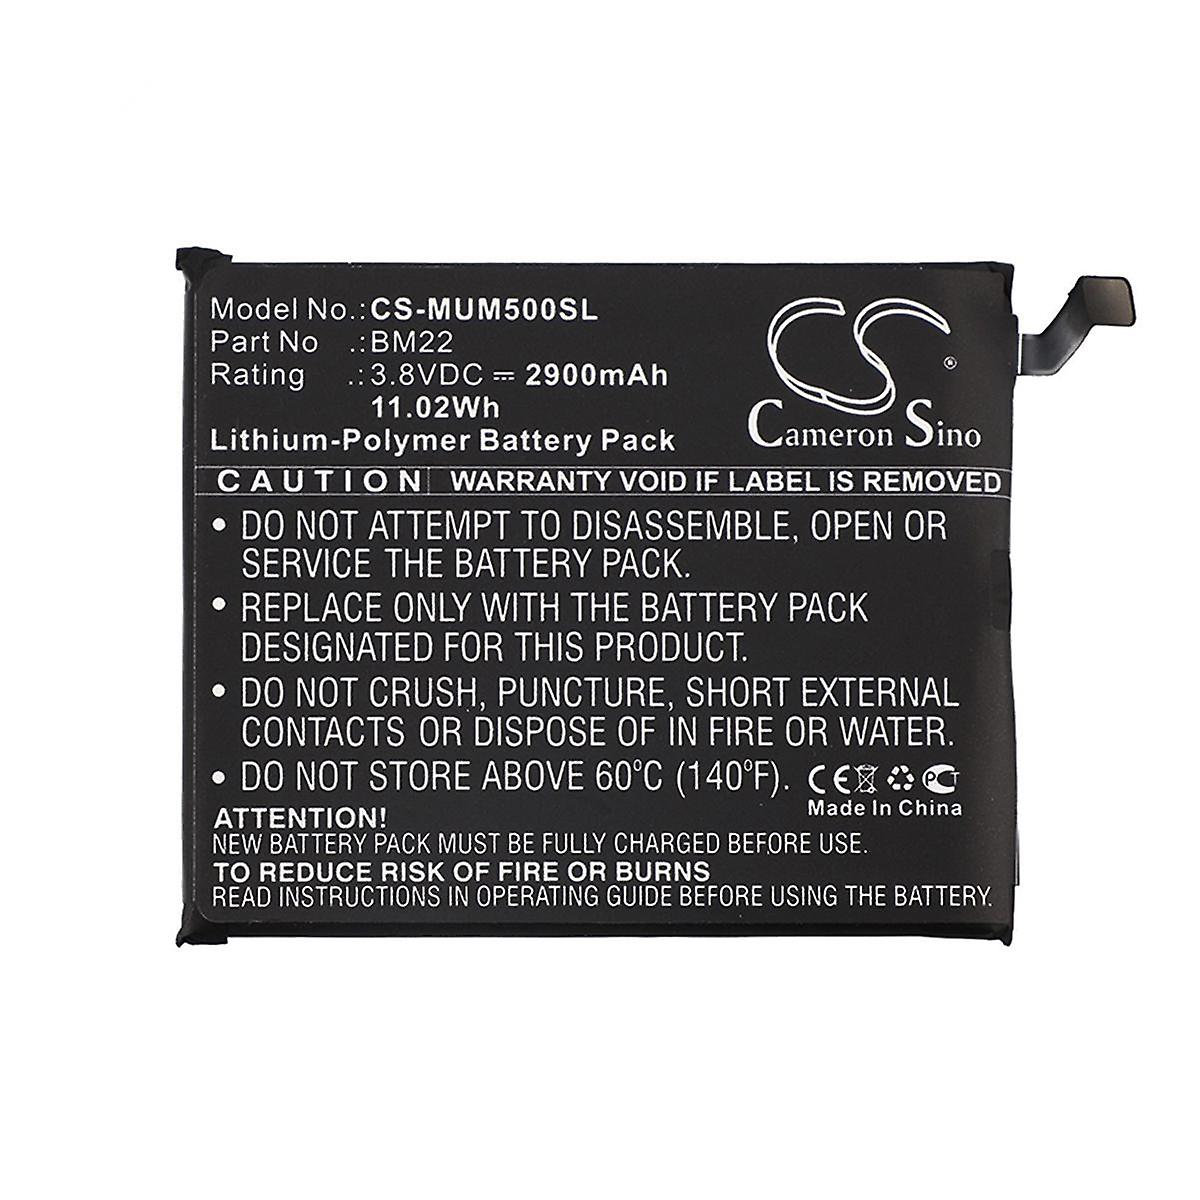 Model No.: CS-MUM500SL
Part No .: BM22
Rating .: 3.8VDC ⎓ 2900mAh
11.02Wh
Lithium-Polymer Battery Pack
CS ®
Cameron Sino
CAUTION WARRANTY VOID IF LABEL IS REMOVED
• DO NOT ATTEMPT TO DISASSEMBLE, OPEN OR
SERVICE THE BATTERY PACK.
• REPLACE ONLY WITH THE BATTERY PACK
DESIGNATED FOR THIS PRODUCT.
• DO NOT CRUSH, PUNCTURE, SHORT EXTERNAL
CONTACTS OR DISPOSE OF IN FIRE OR WATER.
• DO NOT STORE ABOVE 60°C (140°F).
CE PCT
Made In China
ATTENTION!
NEW BATTERY PACK MUST BE FULLY CHARGED BEFORE USE.
TO REDUCE RISK OF FIRE OR BURNS
READ INSTRUCTIONS IN OPERATING GUIDE BEFORE USING THE BATTERY.